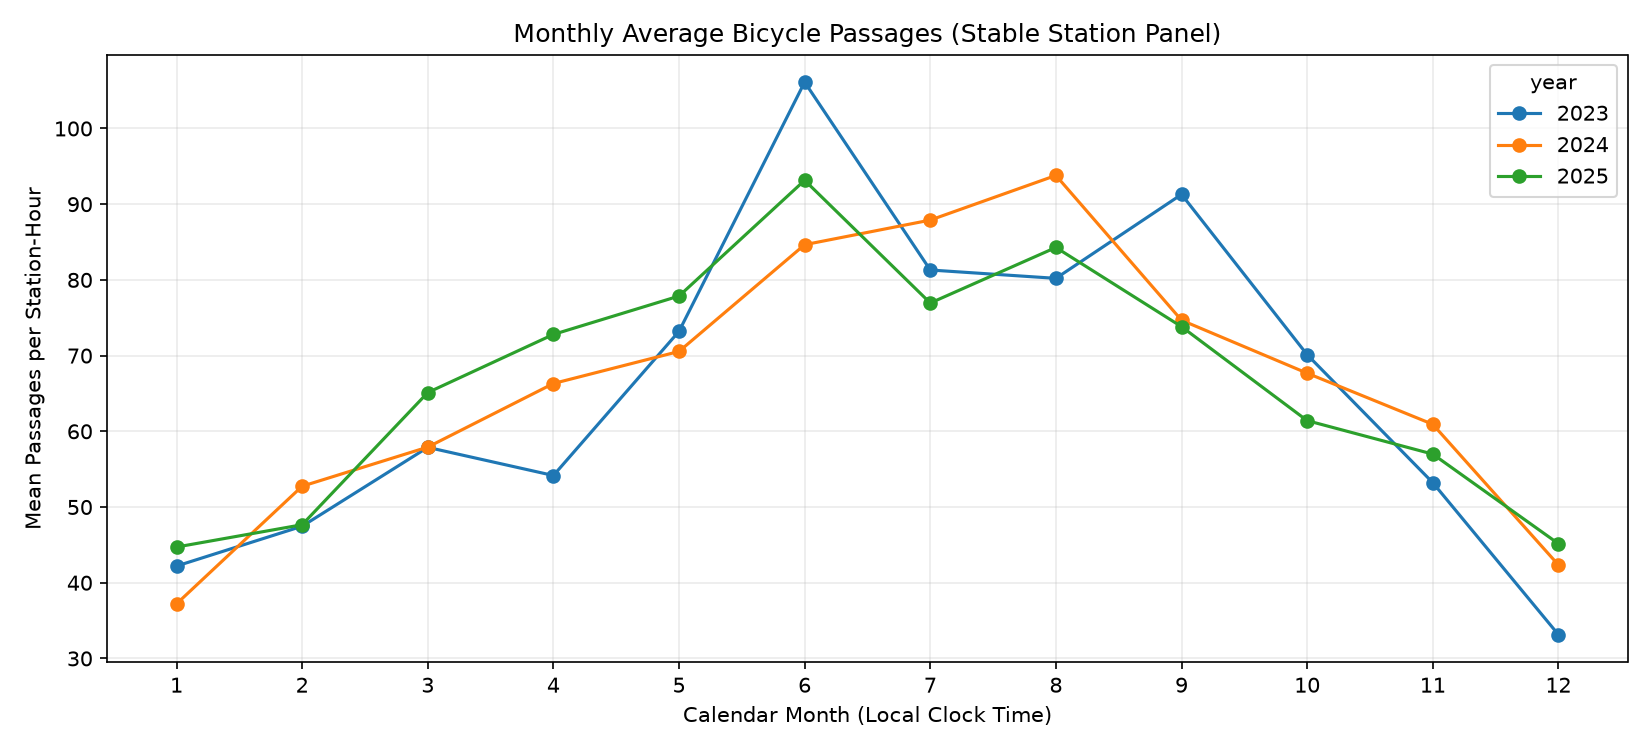 Monthly Average Bicycle Passages (Stable Station Panel)
year
2023
2024
2025
Mean Passages per Station-Hour
100
90
80
70
60
50
40
30
1 2 3 4 5 6 7 8 9 10 11 12
Calendar Month (Local Clock Time)